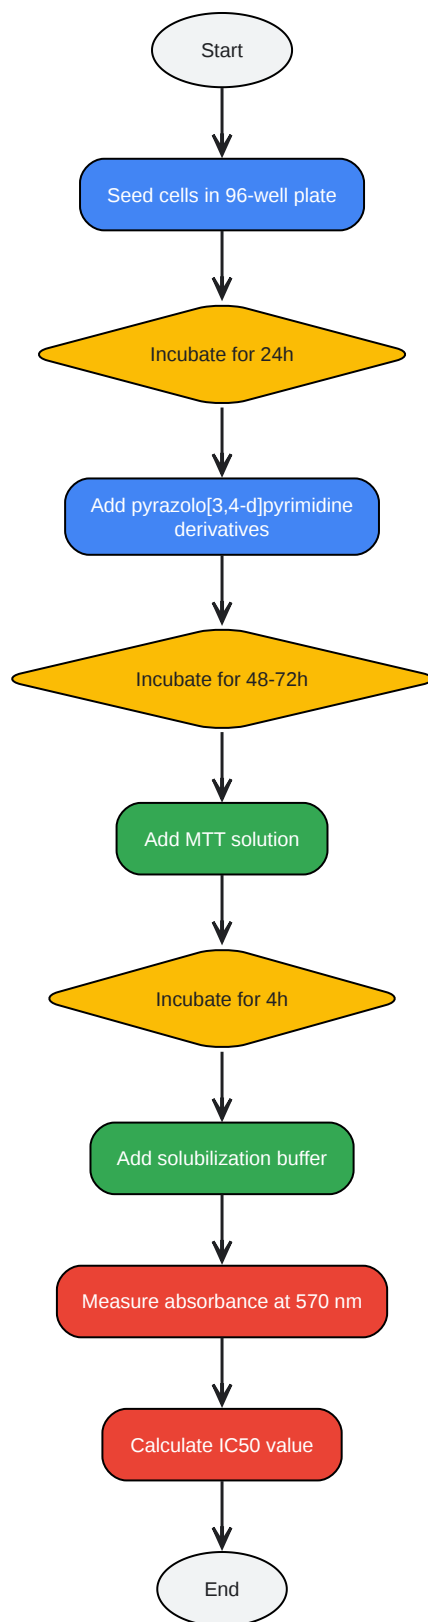 Start
Seed cells in 96-well plate
Incubate for 24h
Add pyrazolo[3,4-d]pyrimidine
derivatives
Incubate for 48-72h
Add MTT solution
Incubate for 4h
Add solubilization buffer
Measure absorbance at 570 nm
Calculate IC50 value
End